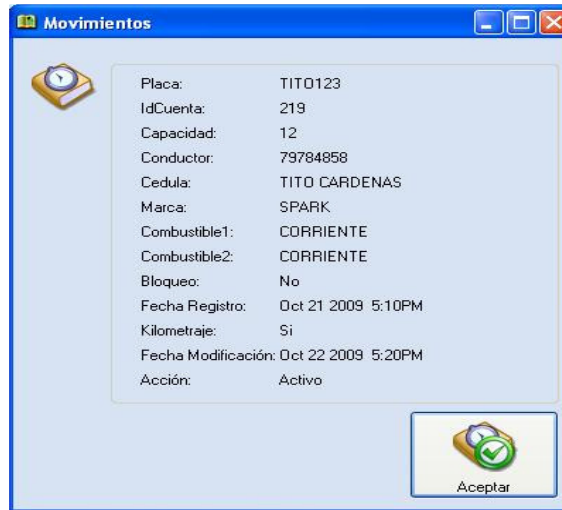 Movimientos
Placa: TITO123
IdCuenta: 219
Capacidad: 12
Conductor: 79784858
Cedula: TITO CARDENAS
Marca: SPARK
Combustible1: CORRIENTE
Combustible2: CORRIENTE
Bloqueo: No
Fecha Registro: Oct 21 2009 5:10PM
Kilometraje: Si
Fecha Modificación: Oct 22 2009 5:20PM
Acción: Activo
Aceptar